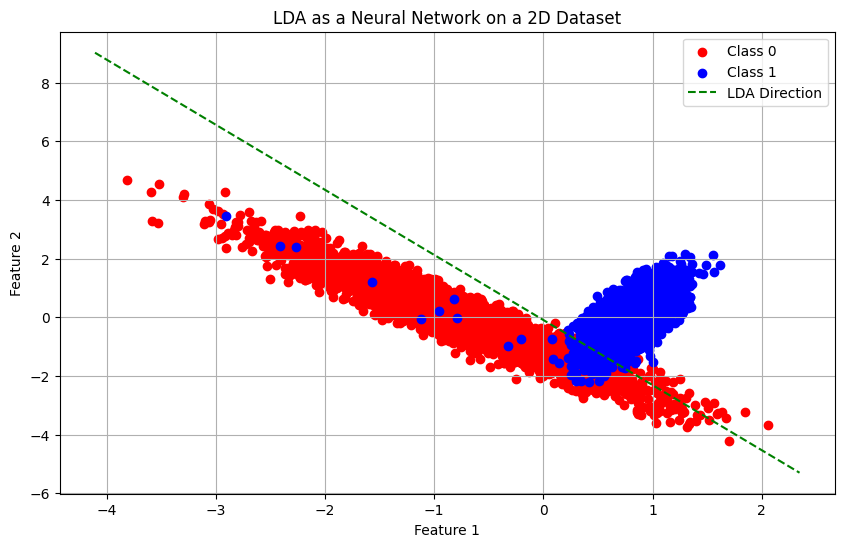 LDA as a Neural Network on a 2D Dataset
Class 0
Class 1
LDA Direction
Feature 2
8
6
4
2
0
−2
−4
−6
−4
−3
−2
−1
0
1
2
Feature 1